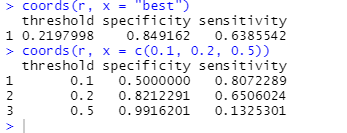 > coords(r, x = "best")
threshold specificity sensitivity
1 0.2197998 0.849162 0.6385542
> coords(r, x = c(0.1, 0.2, 0.5))
threshold specificity sensitivity
1 0.1 0.5000000 0.8072289
2 0.2 0.8212291 0.6506024
3 0.5 0.9916201 0.1325301
>